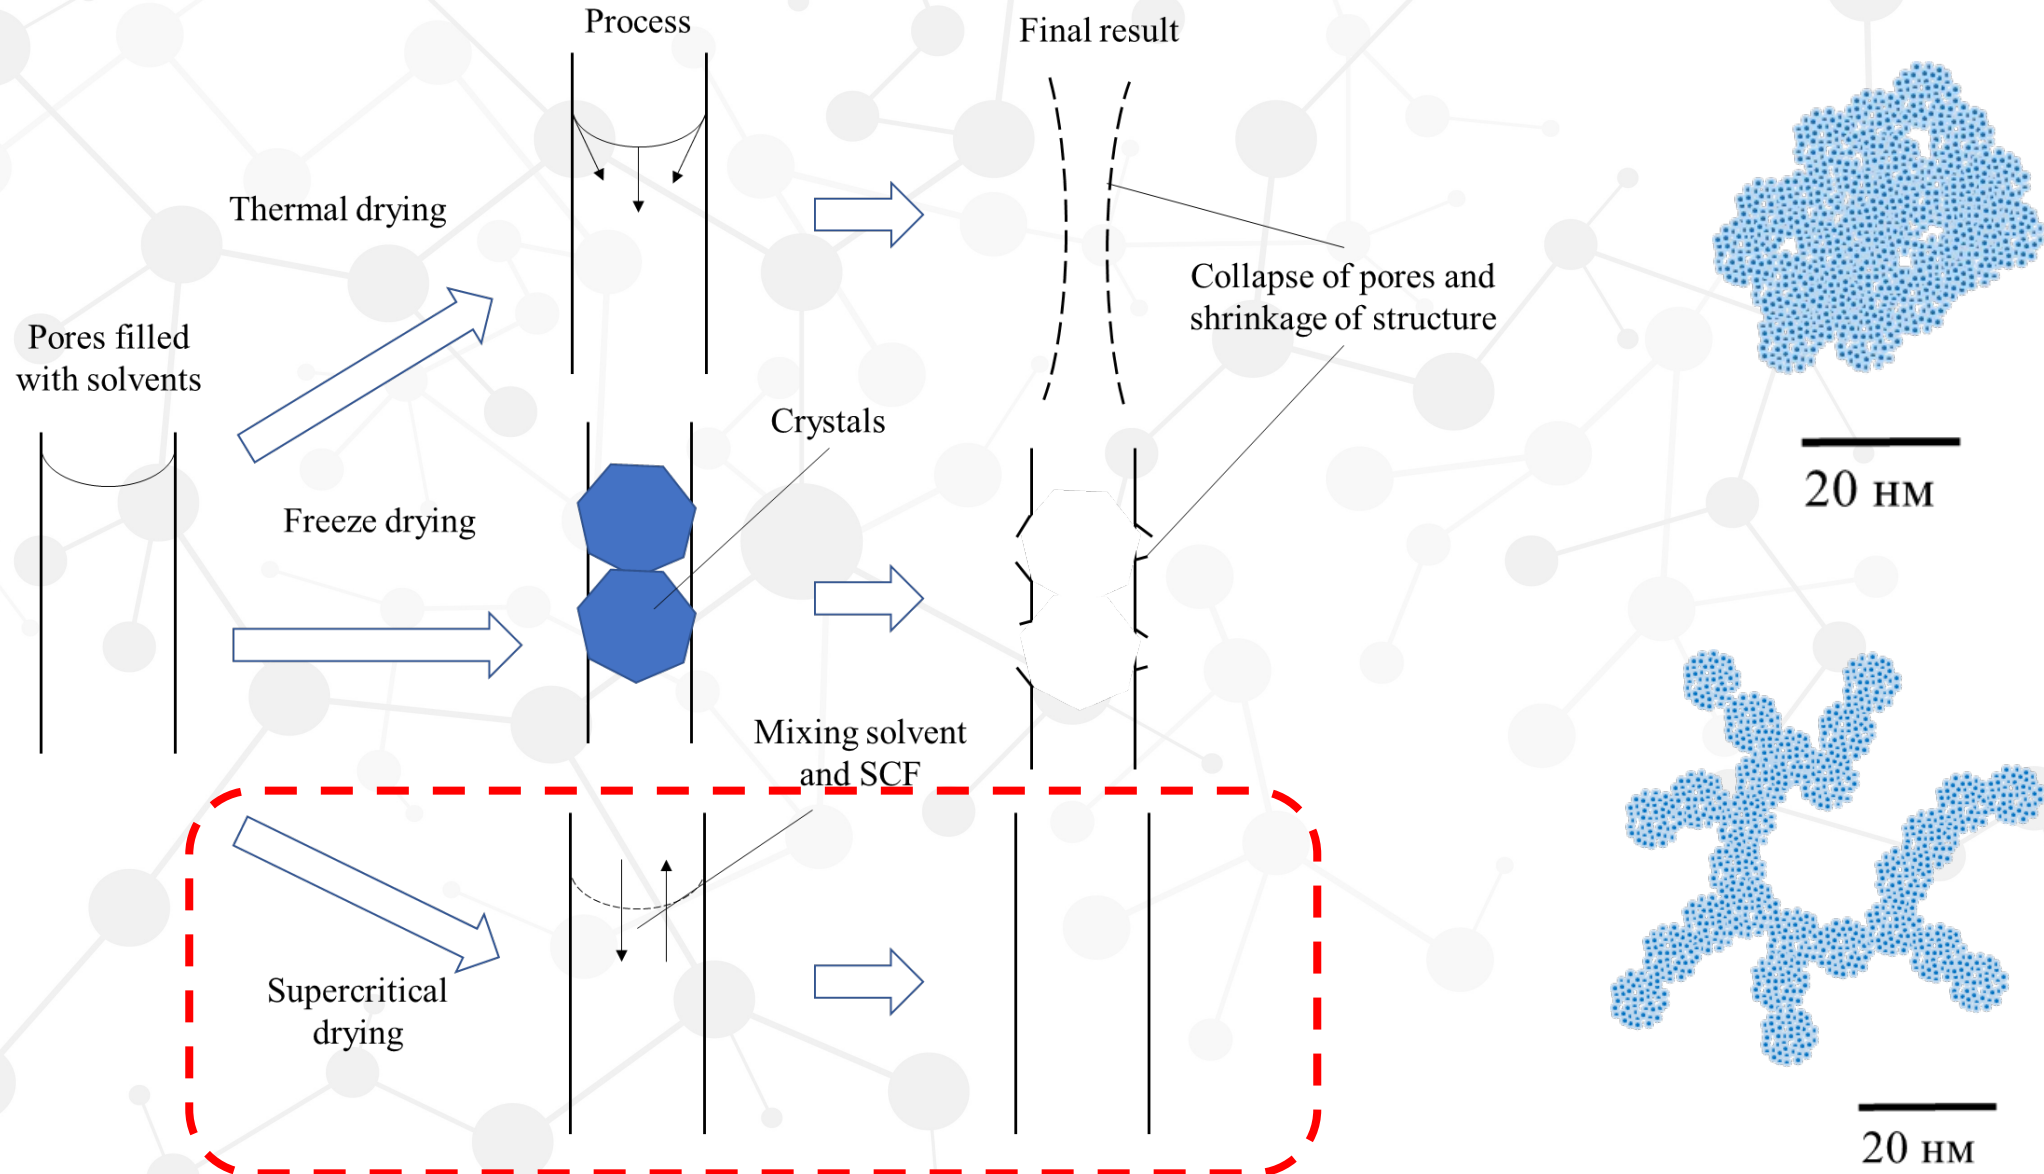 Process
Final result
Thermal drying
Collapse of pores and
shrinkage of structure
Pores filled
with solvents
Crystals
20 нм
Freeze drying
Mixing solvent
and SCF
Supercritical
drying
20 нм